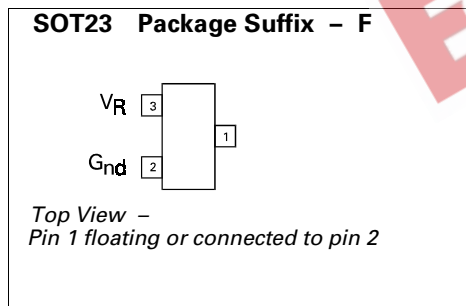 SOT23 Package Suffix – F
VR 3
1
Gnd 2
Top View –
Pin 1 floating or connected to pin 2